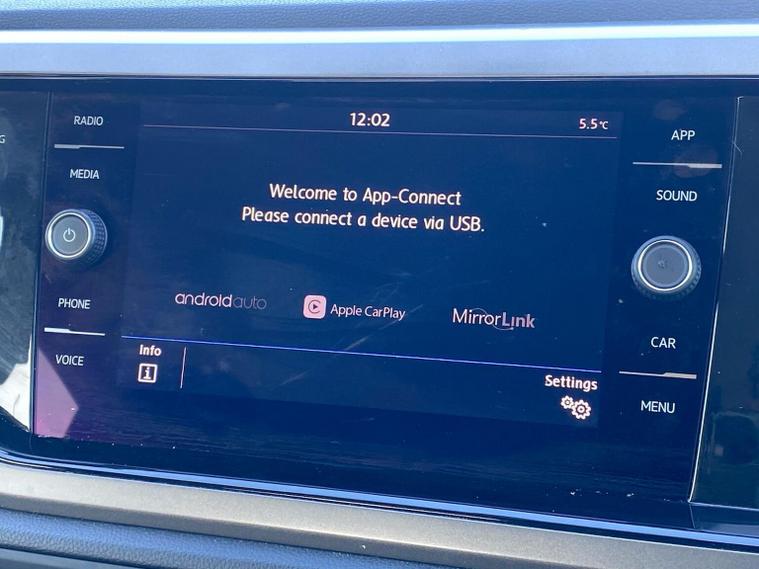 RADIO
MEDIA
PHONE
VOICE
12:02
5.5°C
Welcome to App-Connect
Please connect a device via USB.
androidauto
Apple CarPlay
MirrorLink
Info
i
Settings
APP
SOUND
CAR
MENU